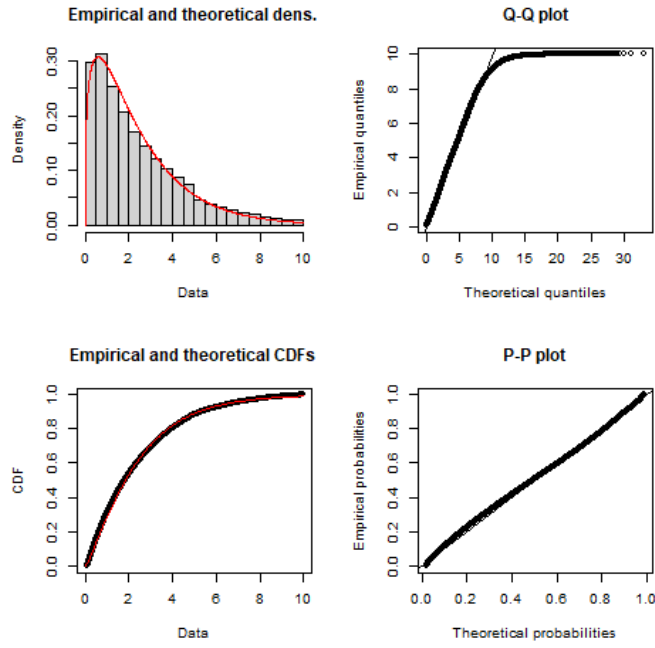 Empirical and theoretical dens.
Density
0.00
0.10
0.20
0.30
0 2 4 6 8 10
Data
Q-Q plot
Empirical quantiles
0
2
4
6
8
10
0 5 10 15 20 25 30
Theoretical quantiles
Empirical and theoretical CDFs
CDF
0.0
0.2
0.4
0.6
0.8
1.0
0 2 4 6 8 10
Data
P-P plot
Empirical probabilities
0.0
0.2
0.4
0.6
0.8
1.0
0.0 0.2 0.4 0.6 0.8 1.0
Theoretical probabilities